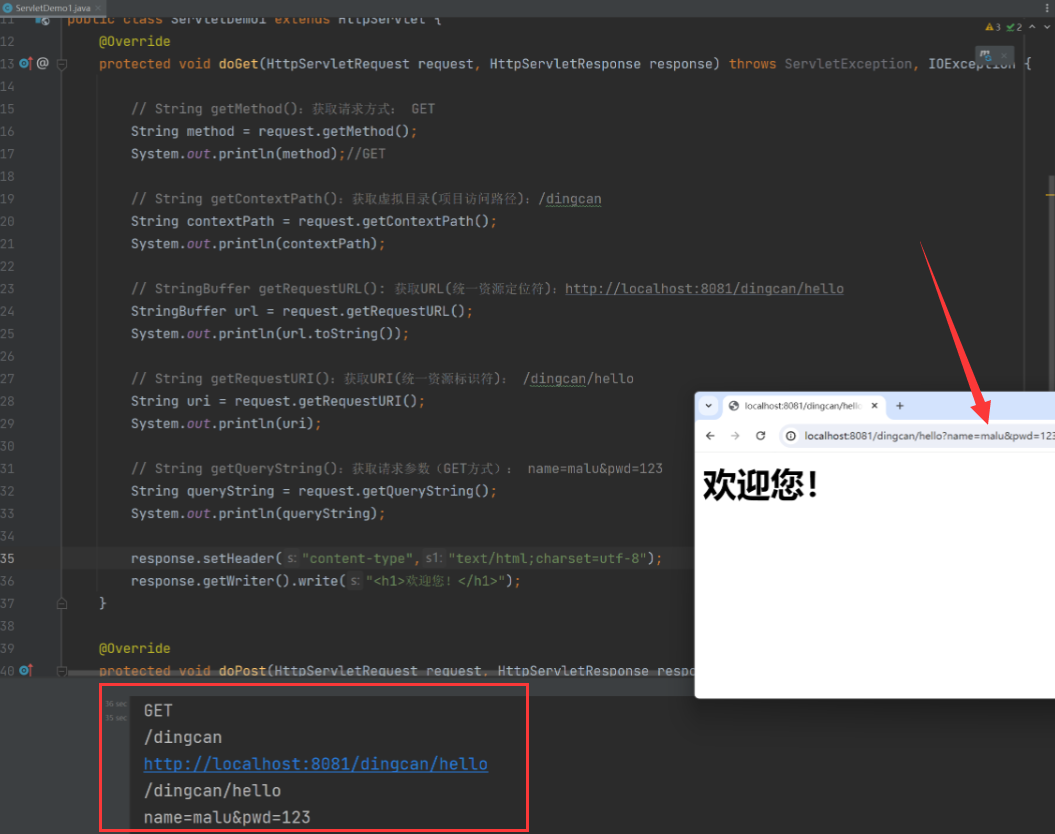 ServletDemo1.java
11 public class ServletDemo1 extends HttpServlet {
3 2
12 @Override
13 @ protected void doGet(HttpServletRequest request, HttpServletResponse response) throws ServletException, IOException {
14
15 // String getMethod()：获取请求方式： GET
16 String method = request.getMethod();
17 System.out.println(method);//GET
18
19 // String getContextPath()：获取虚拟目录(项目访问路径)：/dingcan
20 String contextPath = request.getContextPath();
21 System.out.println(contextPath);
22
23 // StringBuffer getRequestURL(): 获取URL(统一资源定位符)：http://localhost:8081/dingcan/hello
24 StringBuffer url = request.getRequestURL();
25 System.out.println(url.toString());
26
27 // String getRequestURI()：获取URI(统一资源标识符)： /dingcan/hello
28 String uri = request.getRequestURI();
29 System.out.println(uri);
30
31 // String getQueryString()：获取请求参数（GET方式）： name=malu&pwd=123
32 String queryString = request.getQueryString();
33 System.out.println(queryString);
34
35 response.setHeader( s: "content-type", s1: "text/html;charset=utf-8");
36 response.getWriter().write( s: "<h1>欢迎您！</h1>");
37 }
38
39 @Override
40 protected void doPost(HttpServletRequest request, HttpServletResponse respo
localhost:8081/dingcan/hello
localhost:8081/dingcan/hello?name=malu&pwd=123
欢迎您！
36 sec
35 sec
GET
/dingcan
http://localhost:8081/dingcan/hello
/dingcan/hello
name=malu&pwd=123